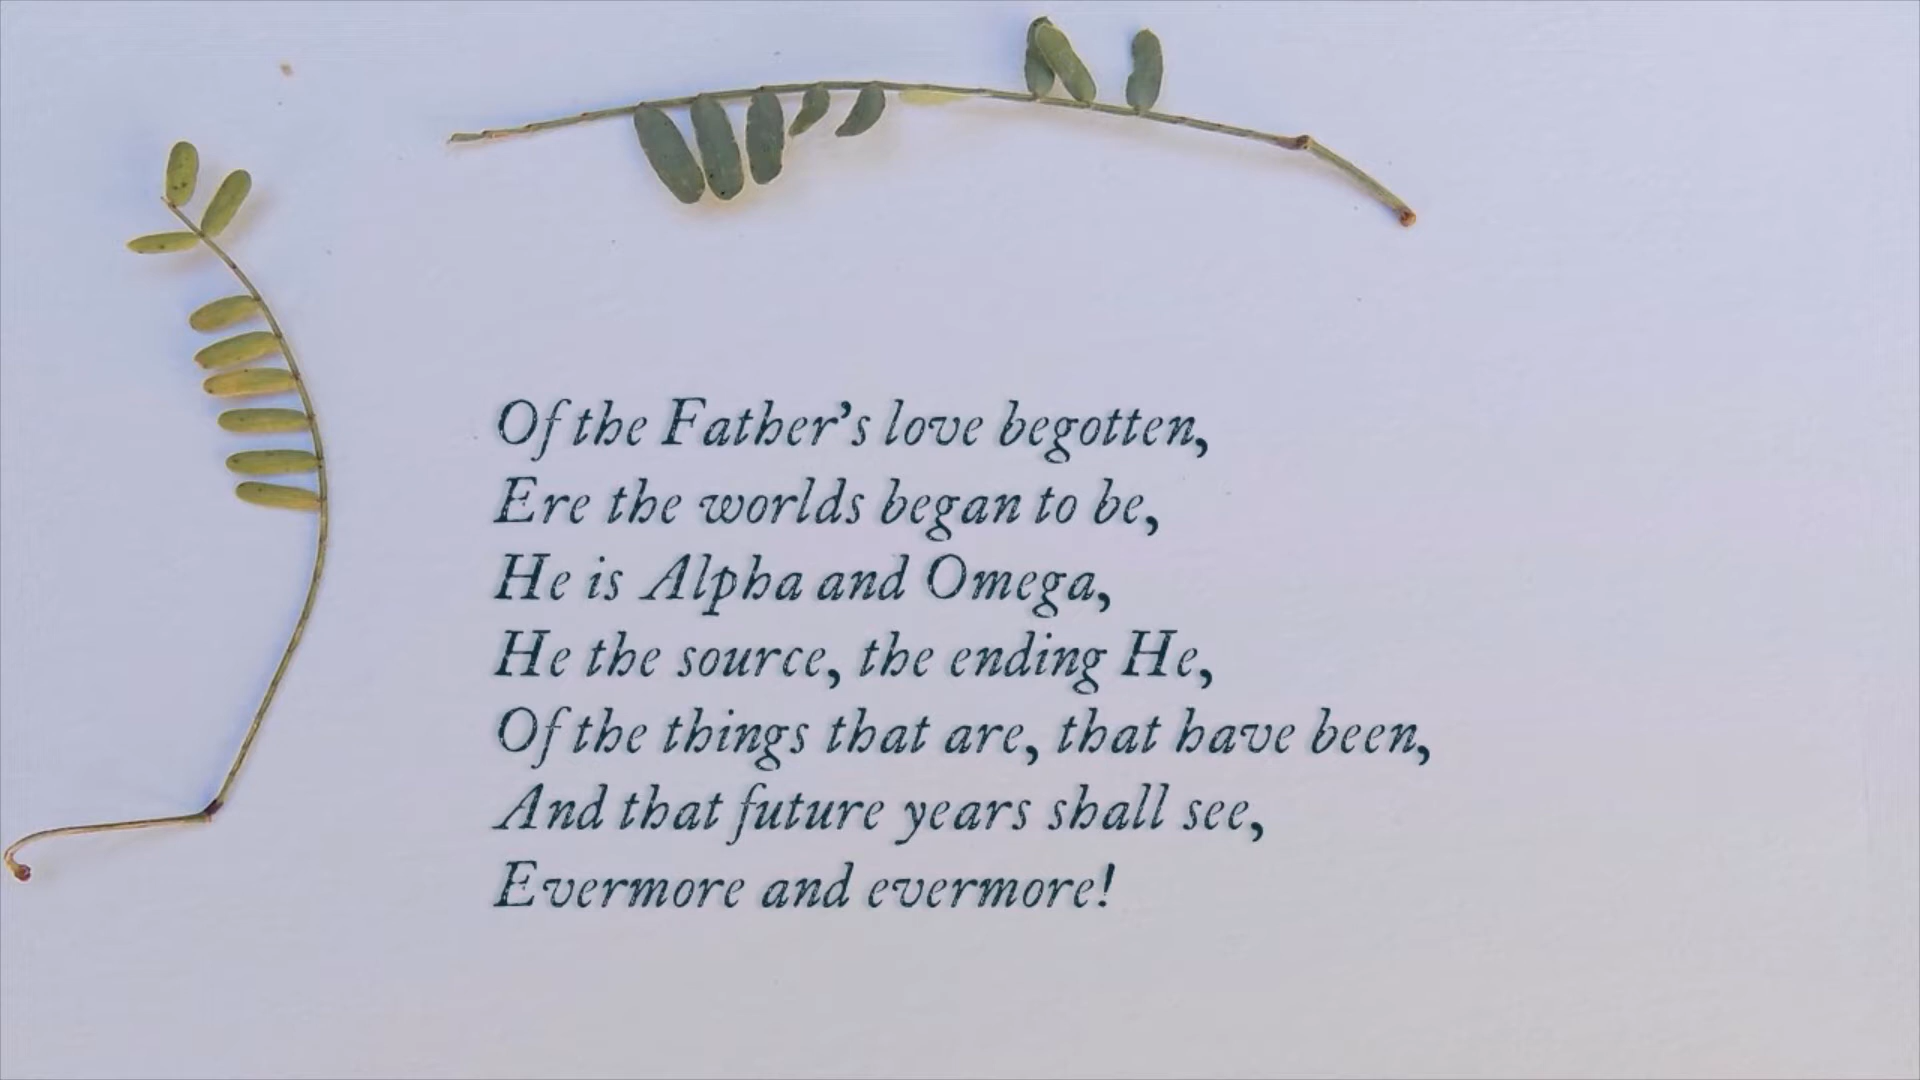 Of the Father’s love begotten,
Ere the worlds began to be,
He is Alpha and Omega,
He the source, the ending He,
Of the things that are, that have been,
And that future years shall see,
Evermore and evermore!